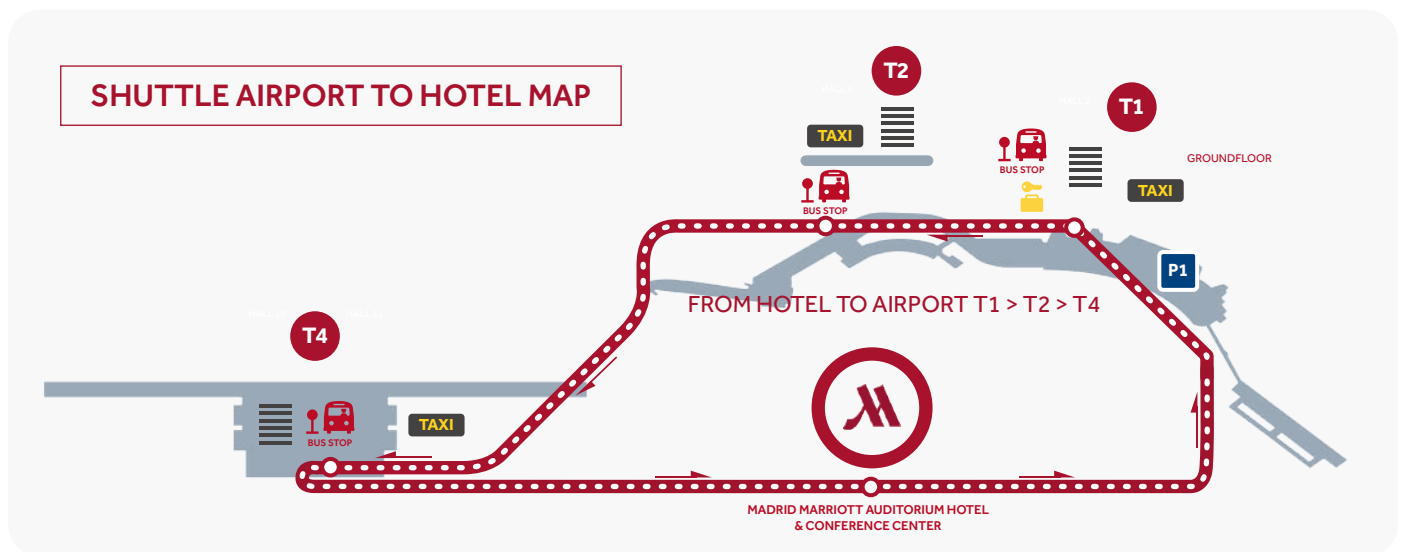 SHUTTLE AIRPORT TO HOTEL MAP
T2
TAXI
BUS STOP
T1
BUS STOP
GROUNDFLOOR
TAXI
P1
FROM HOTEL TO AIRPORT T1 > T2 > T4
T4
BUS STOP
TAXI
MADRID MARRIOTT AUDITORIUM HOTEL
& CONFERENCE CENTER